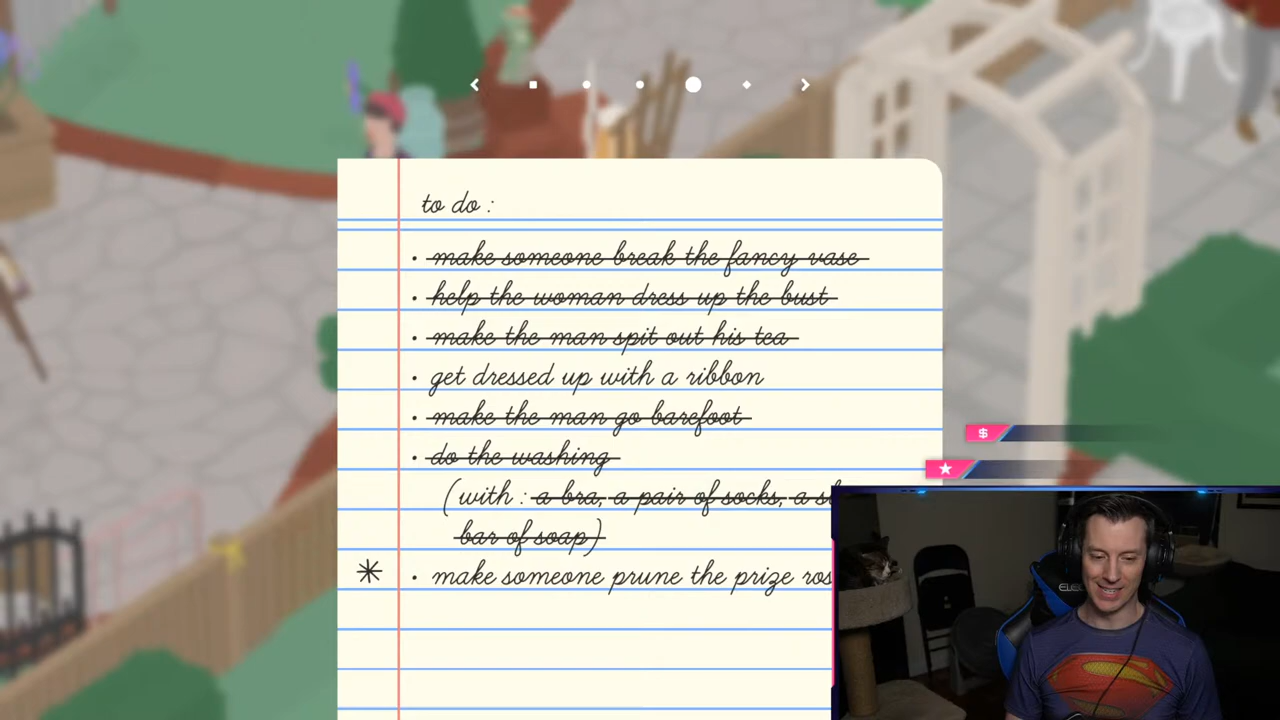 to do :
· make someone break the fancy vase
· help the woman dress up the bust
· make the man spit out his tea
· get dressed up with a ribbon
· make the man go barefoot
· do the washing
(with : a bra, a pair of socks, a
bar of soap)
* · make someone prune the prize
$
★